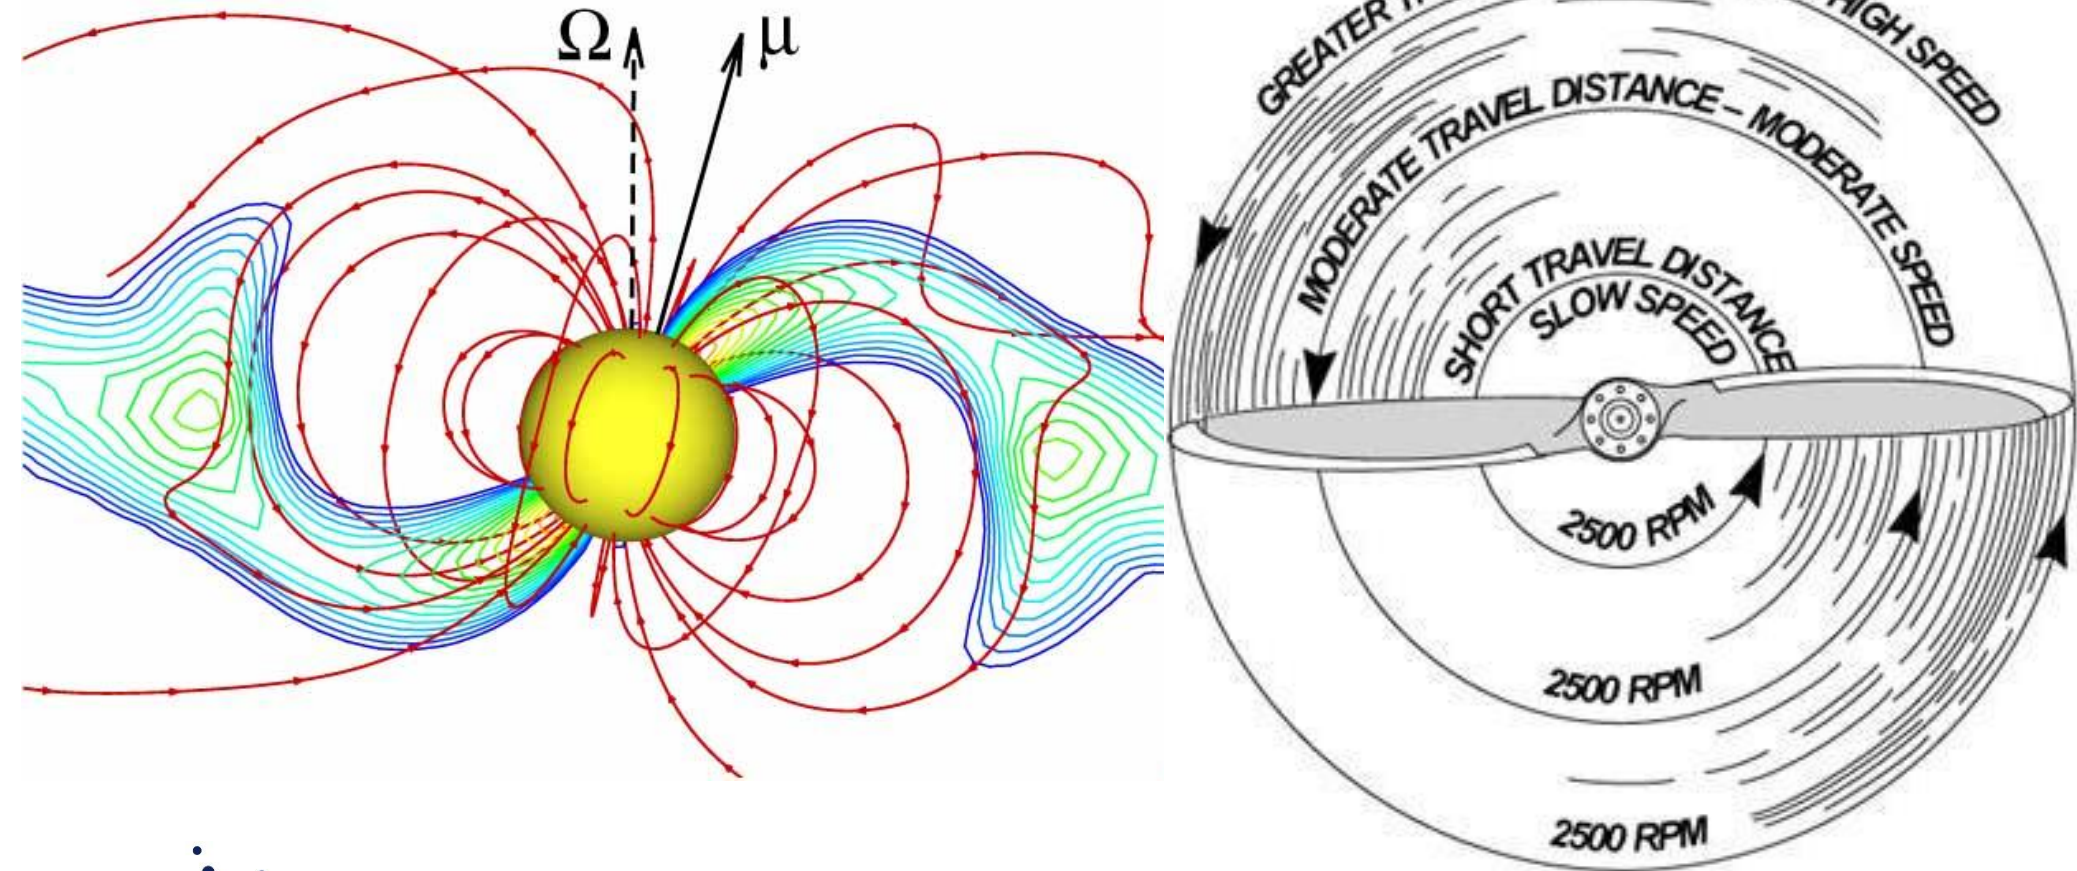 Ω
μ
GREATER
HIGH SPEED
MODERATE TRAVEL DISTANCE – MODERATE SPEED
SHORT TRAVEL DISTANCE
SLOW SPEED
2500 RPM
2500 RPM
2500 RPM